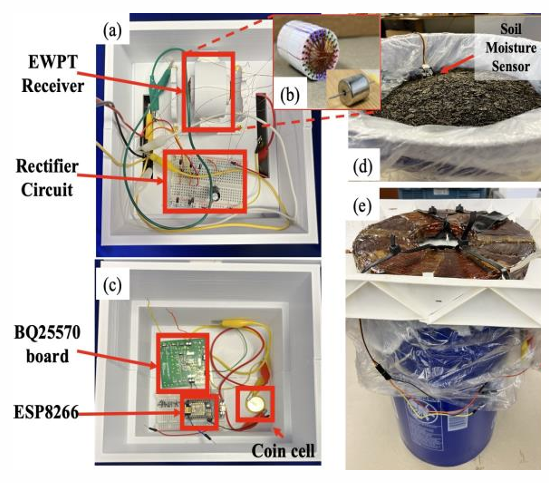 (a)
EWPT
Receiver
Rectifier
Circuit
(b)
Soil
Moisture
Sensor
(d)
(c)
BQ25570
board
ESP8266
Coin cell
(e)